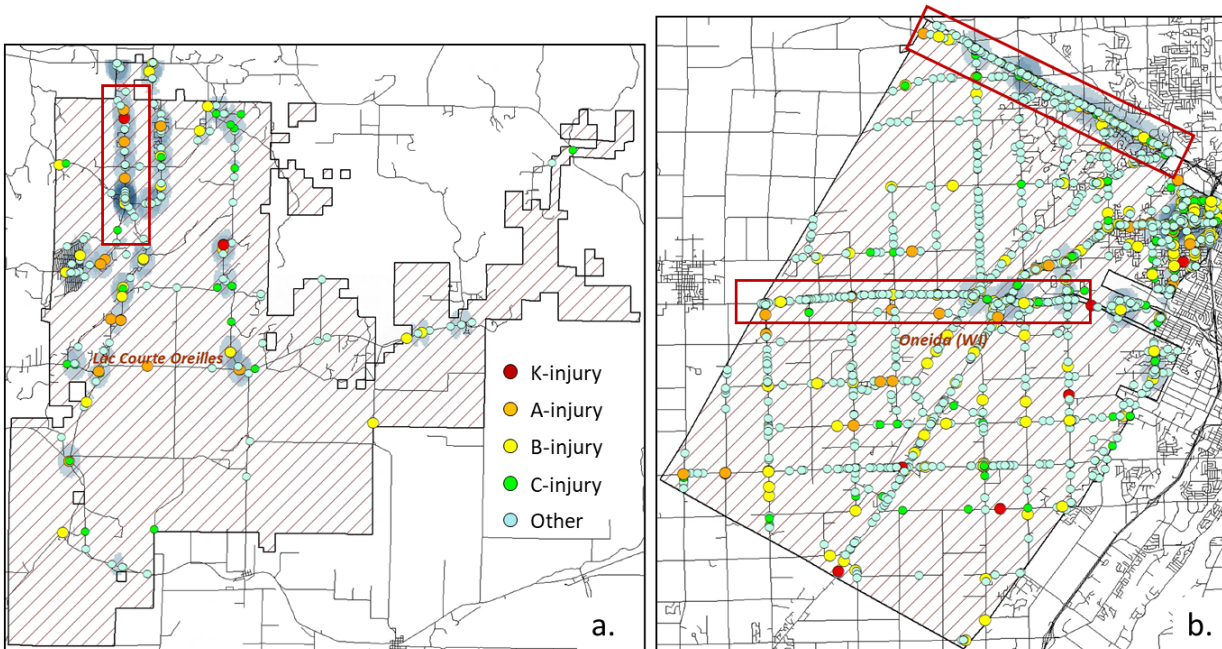 Lac Courte Oreilles
K-injury
A-injury
B-injury
C-injury
Other
a.
Oneida (WI)
b.